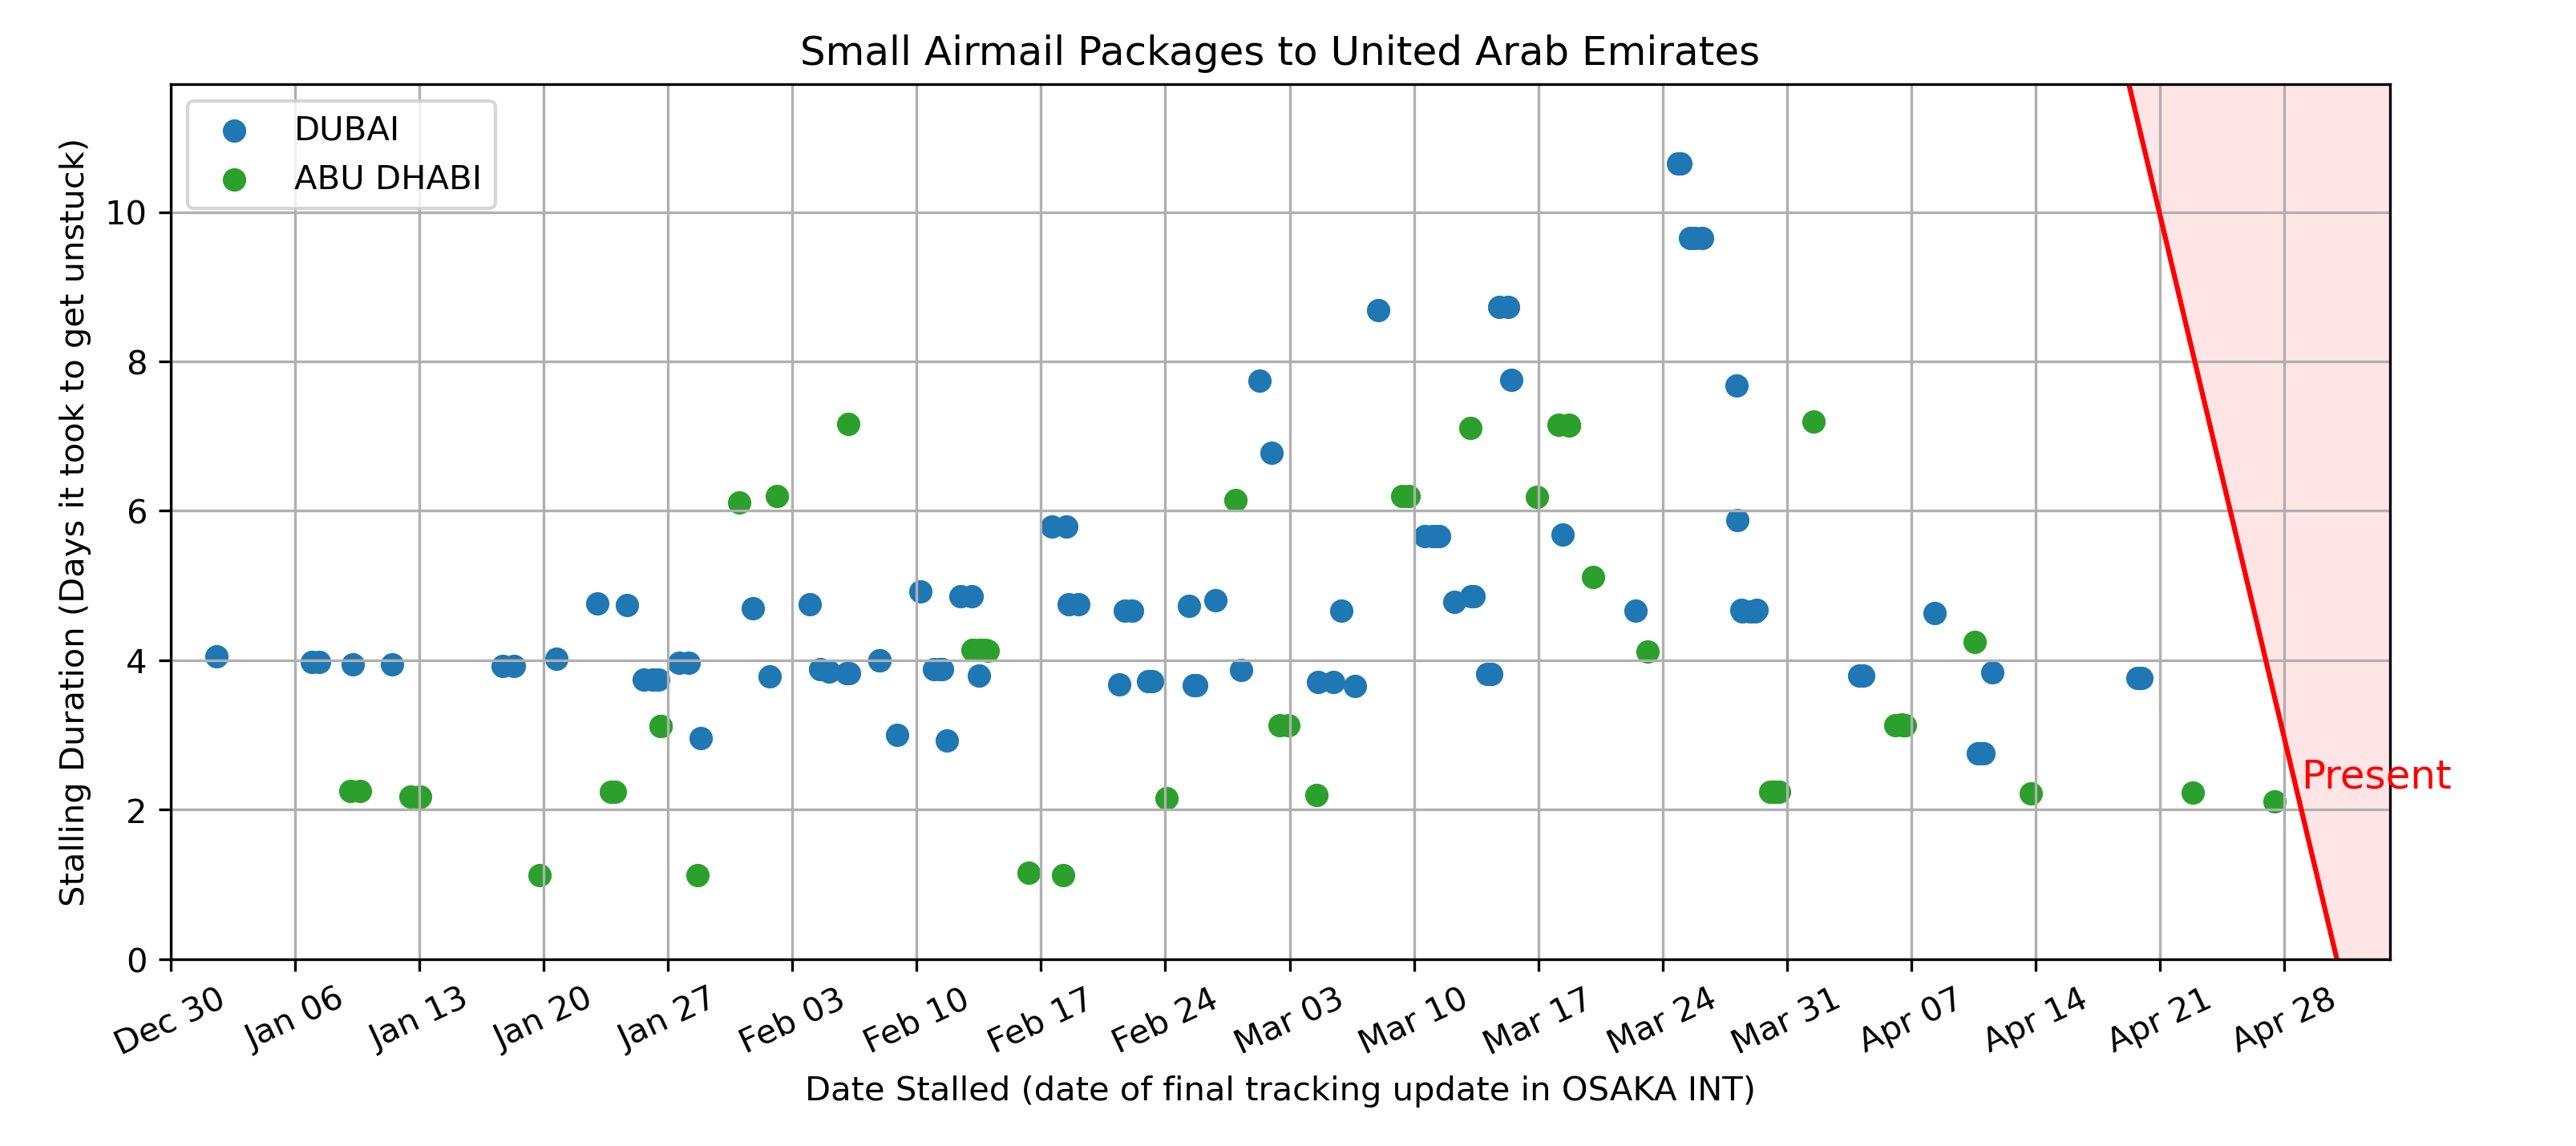 Small Airmail Packages to United Arab Emirates
DUBAI
ABU DHABI
Stalling Duration (Days it took to get unstuck)
10
8
6
4
2
0
Present
Dec 30
Jan 06
Jan 13
Jan 20
Jan 27
Feb 03
Feb 10
Feb 17
Feb 24
Mar 03
Mar 10
Mar 17
Mar 24
Mar 31
Apr 07
Apr 14
Apr 21
Apr 28
Date Stalled (date of final tracking update in OSAKA INT)